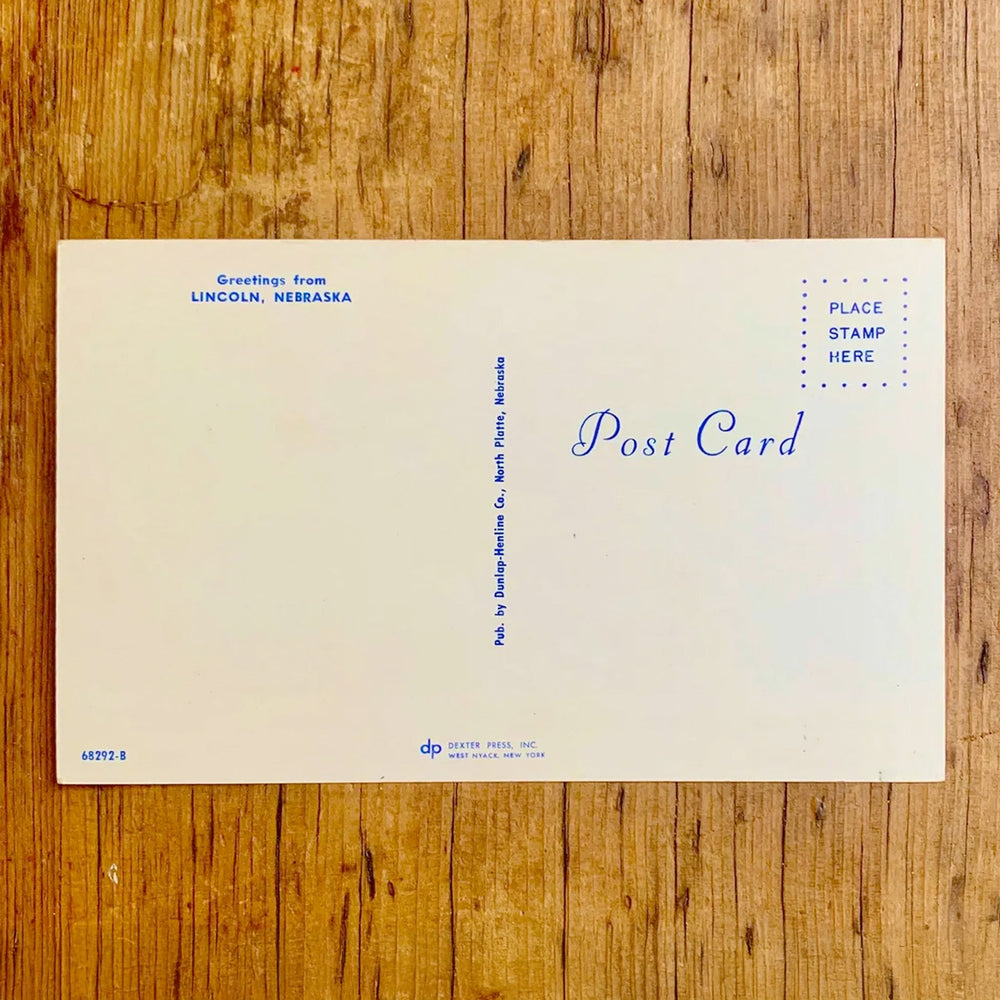 Greetings from
LINCOLN, NEBRASKA
PLACE
STAMP
HERE
Post Card
Pub. by Dunlap-Henline Co., North Platte, Nebraska
68292-B
dp DEXTER PRESS, INC.
WEST NYACK, NEW YORK